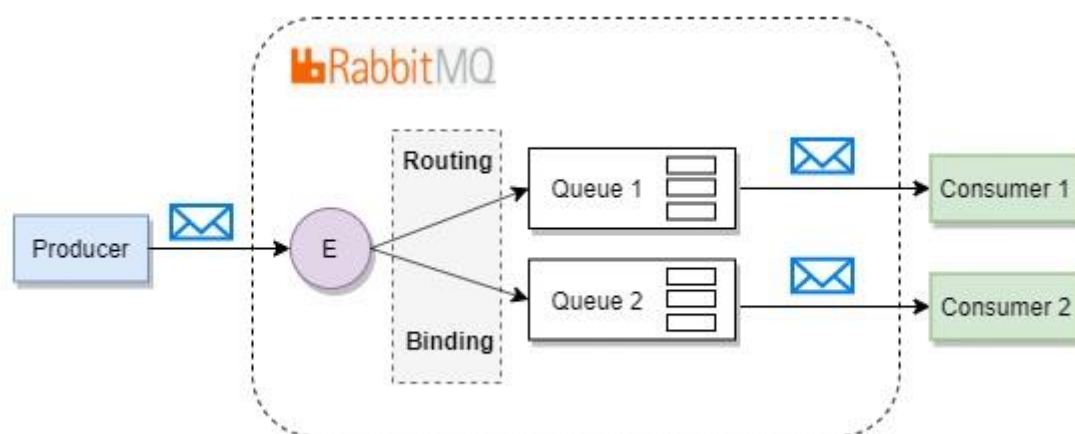 RabbitMQ
Routing
Queue 1
Consumer 1
Producer
E
Queue 2
Consumer 2
Binding